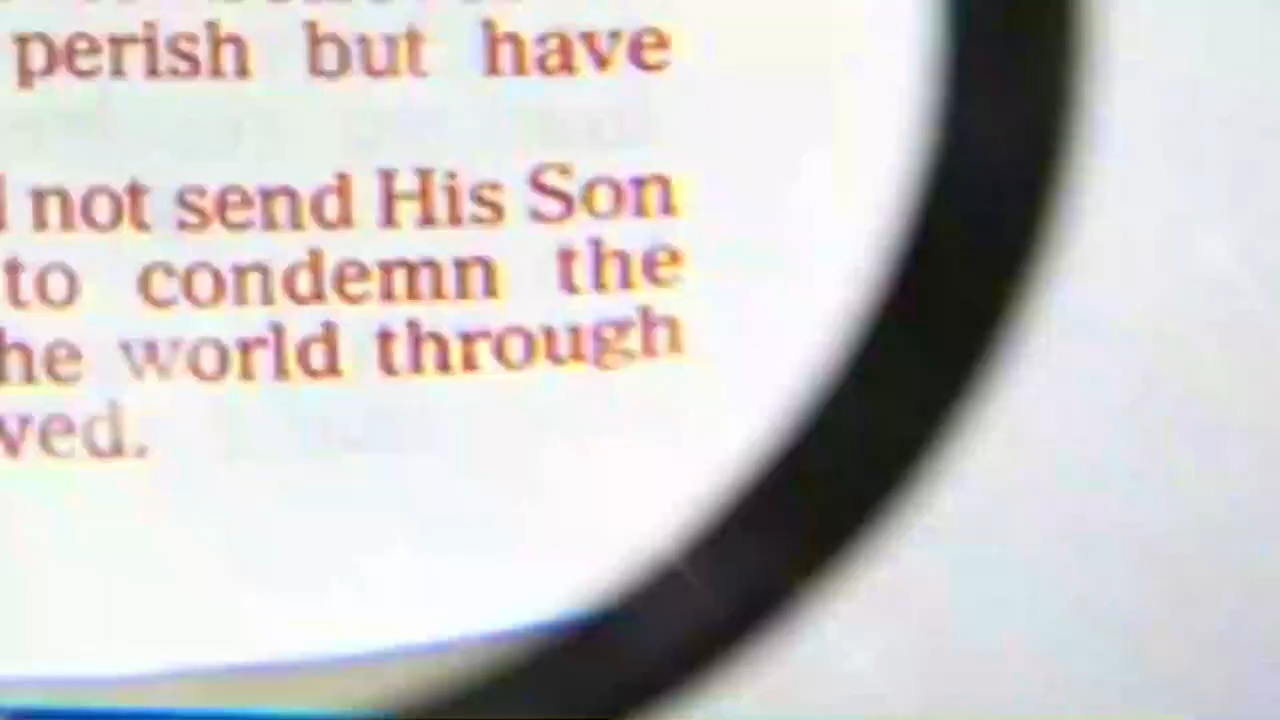 perish but have
not send His Son
to condemn the
he world through
ved.